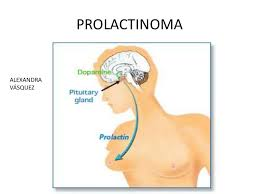 PROLACTINOMA
ALEXANDRA
VÁSQUEZ
Dopamine
Pituitary
gland
Prolactin